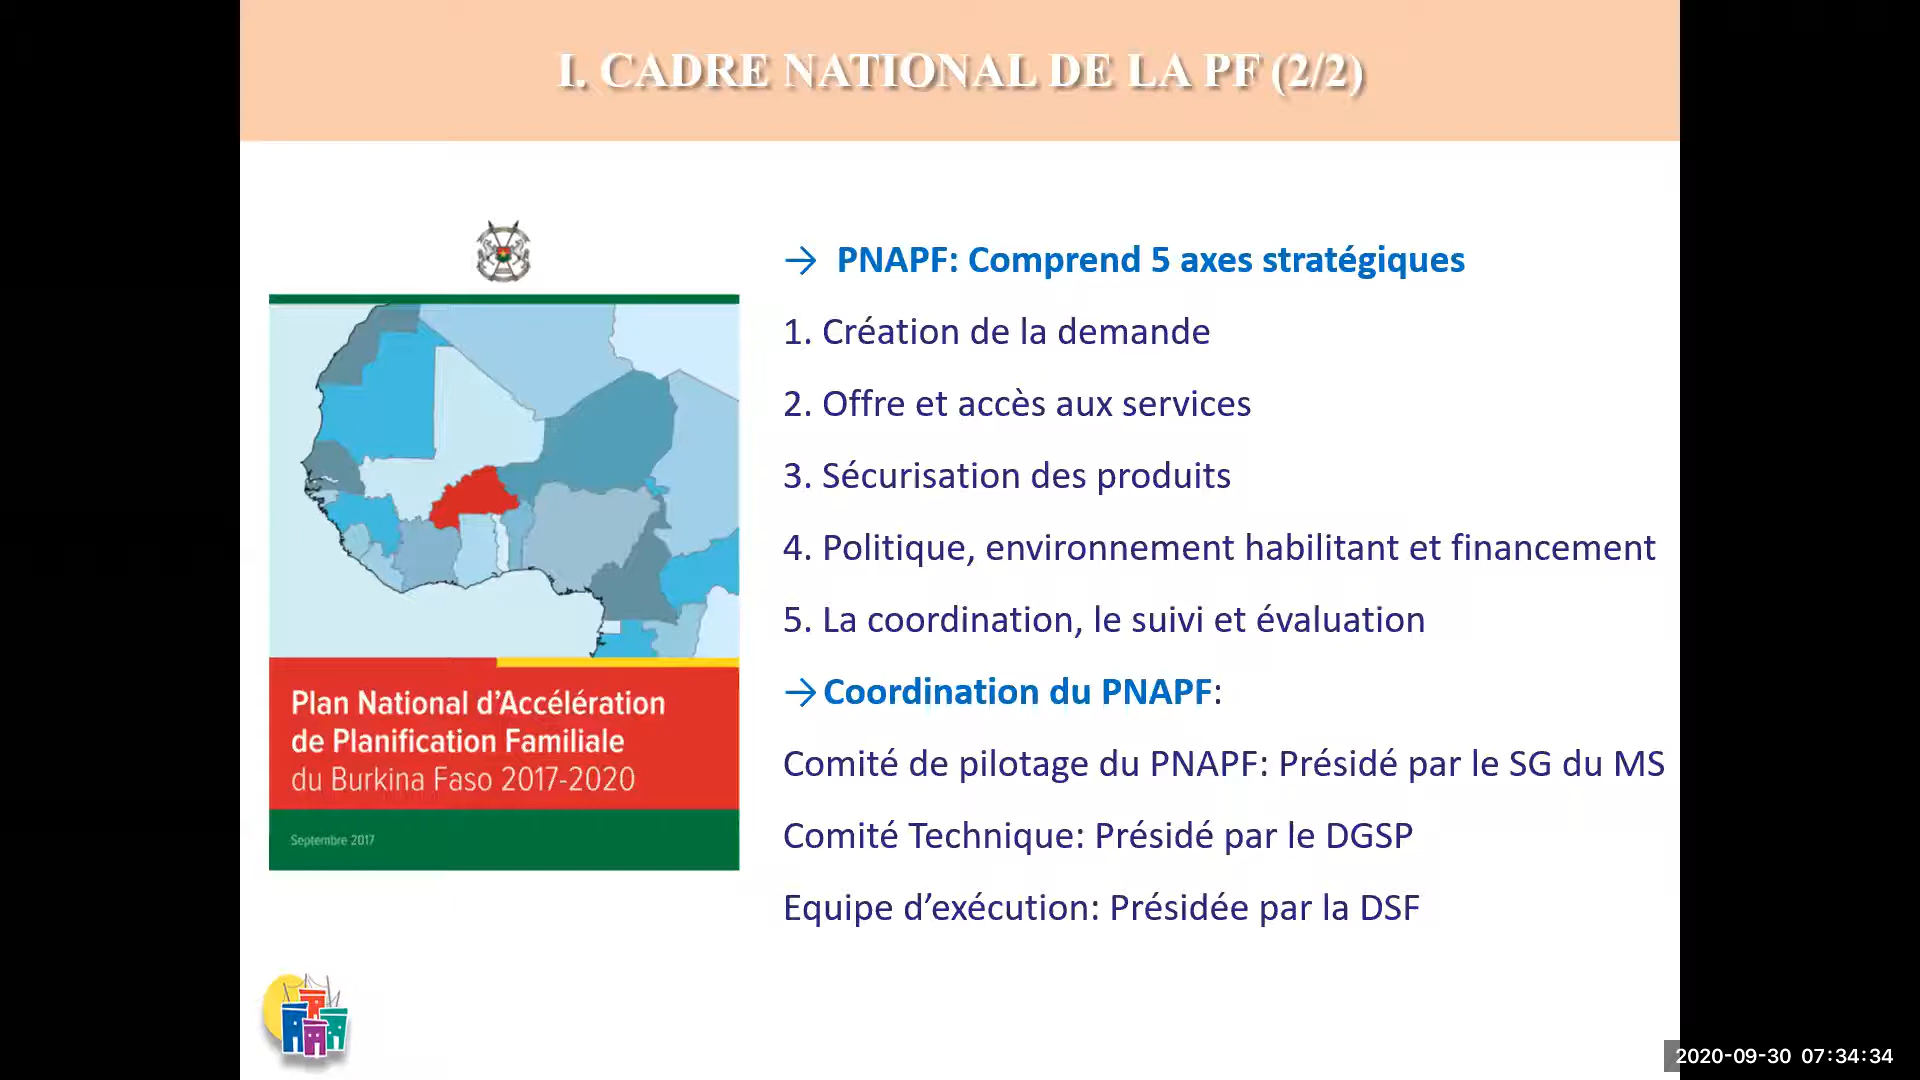 I. CADRE NATIONAL DE LA PF (2/2)
→ PNAPF: Comprend 5 axes stratégiques
1. Création de la demande
2. Offre et accès aux services
3. Sécurisation des produits
4. Politique, environnement habilitant et financement
5. La coordination, le suivi et évaluation
→ Coordination du PNAPF:
Comité de pilotage du PNAPF: Présidé par le SG du MS
Comité Technique: Présidé par le DGSP
Equipe d’exécution: Présidée par la DSF
Plan National d’Accélération
de Planification Familiale
du Burkina Faso 2017-2020
Septembre 2017
2020-09-30 07:34:34